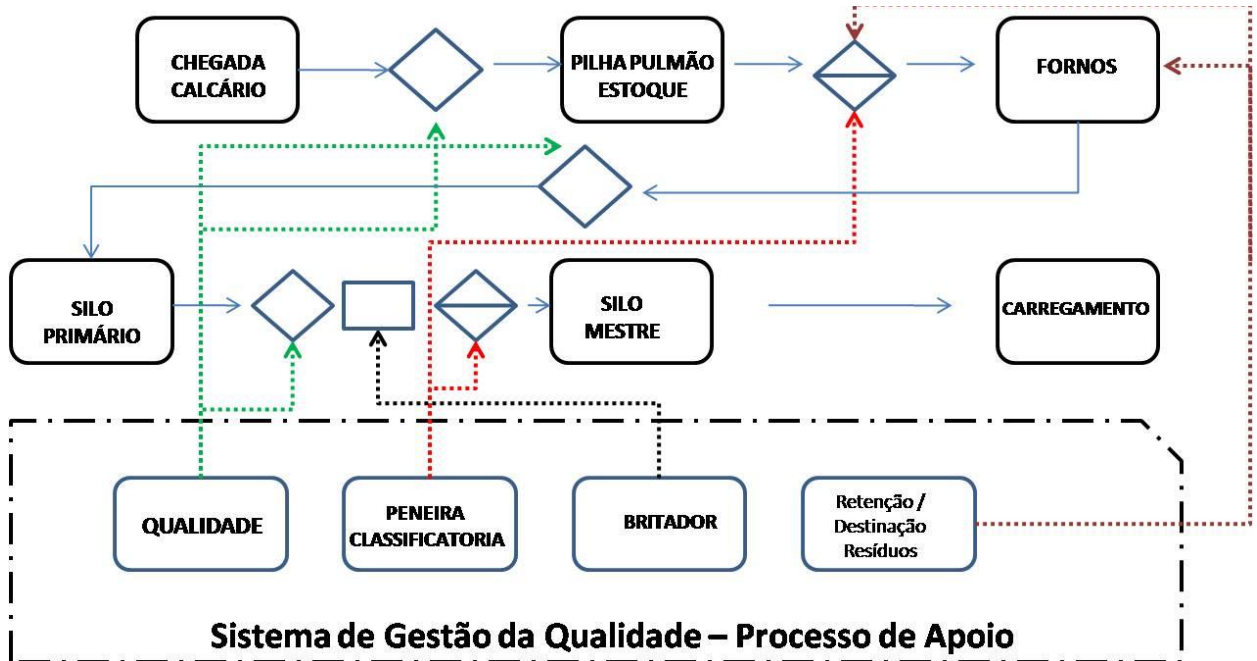 CHEGADA
CALCÁRIO
PILHA PULMÃO
ESTOQUE
FORNOS
SILO
PRIMÁRIO
SILO
MESTRE
CARREGAMENTO
QUALIDADE
PENEIRA
CLASSIFICATORIA
BRITADOR
Retenção /
Destinação
Resíduos
Sistema de Gestão da Qualidade – Processo de Apoio